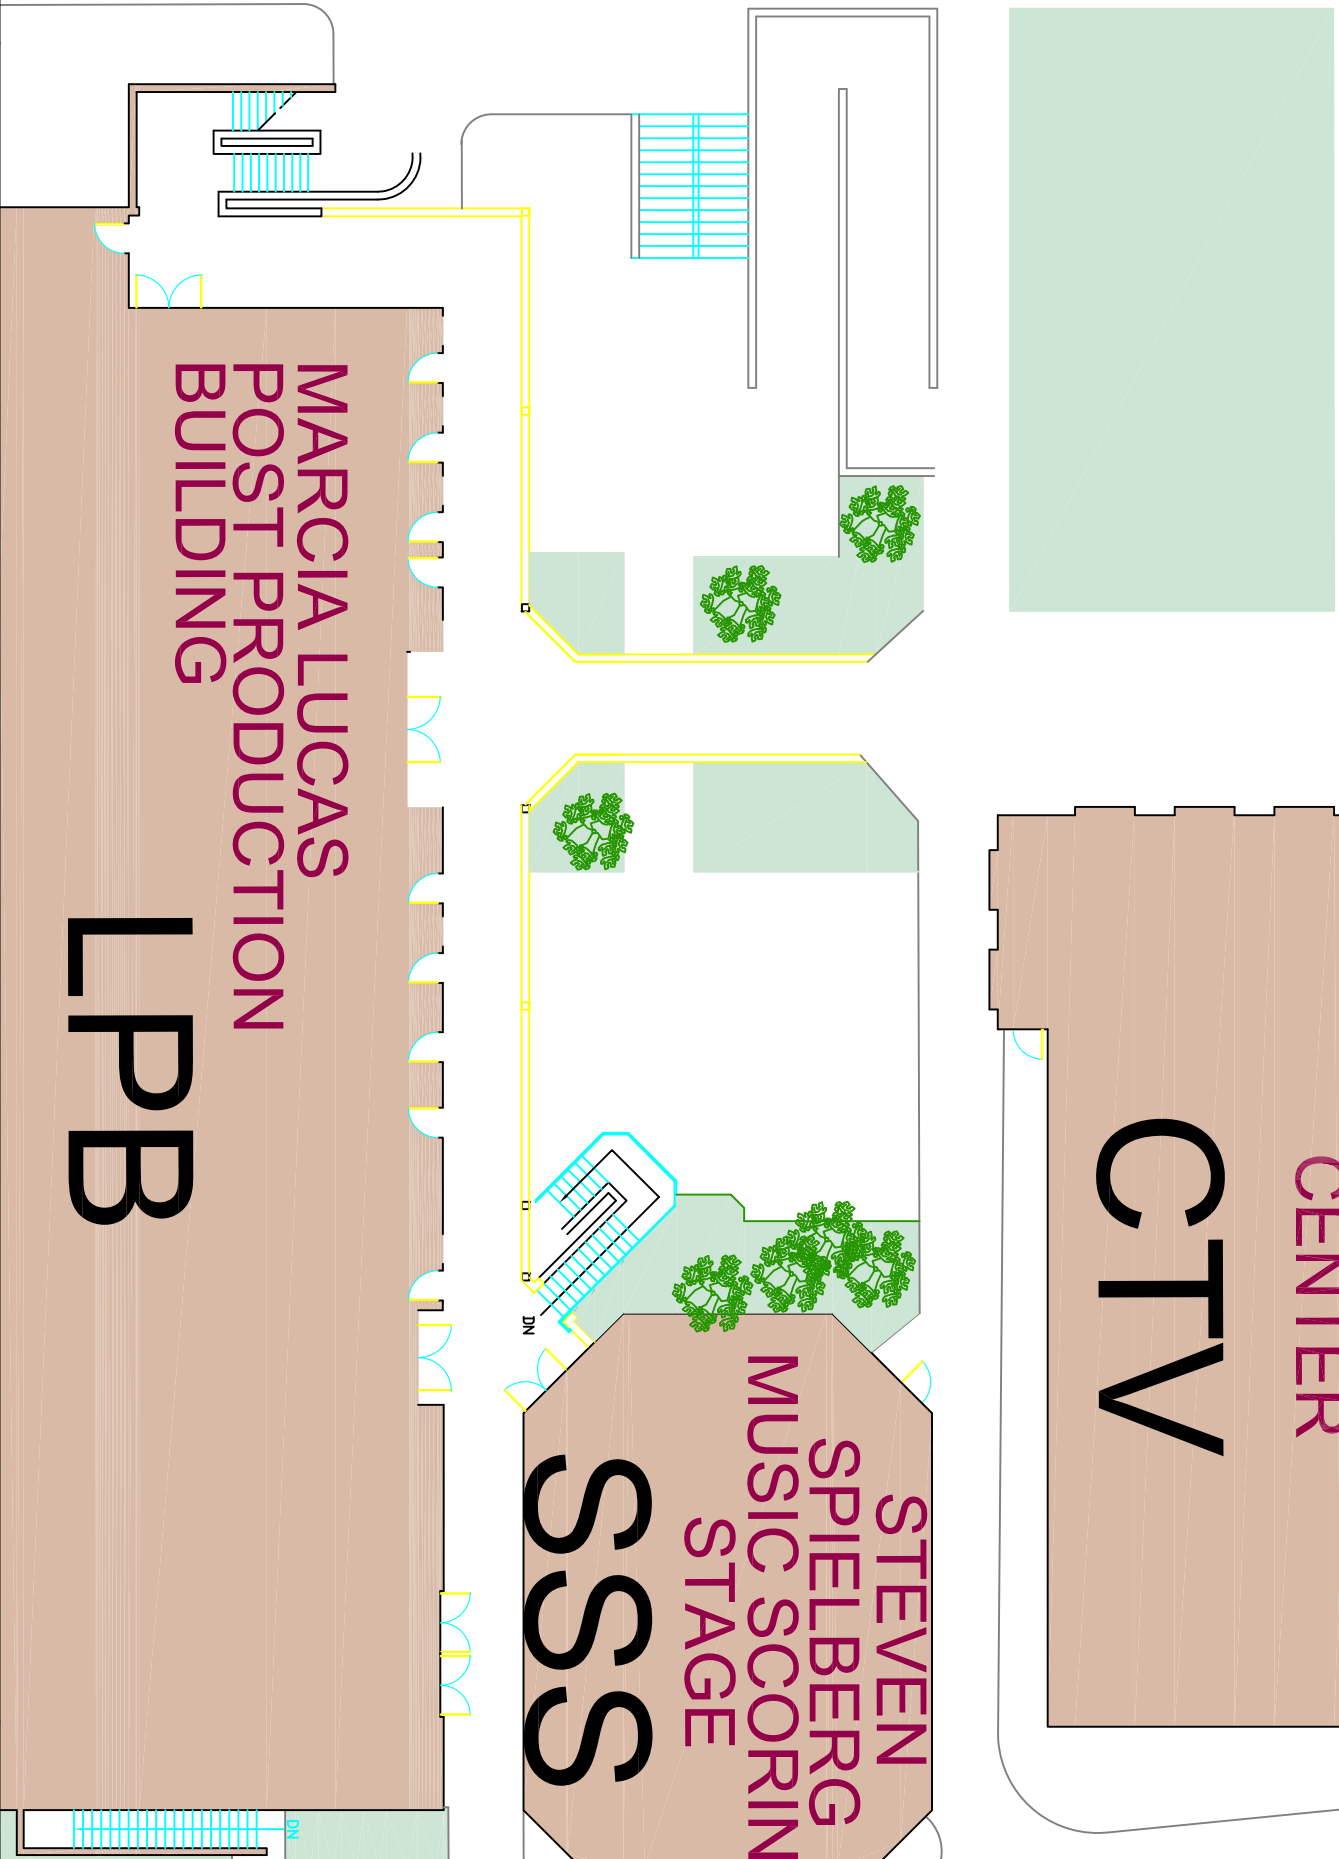 MARCIA LUCAS
POST PRODUCTION
BUILDING
LPB
DN
STEVEN
SPIELBERG
MUSIC SCORIN
STAGE
SSS
CENTER
CTV
DN